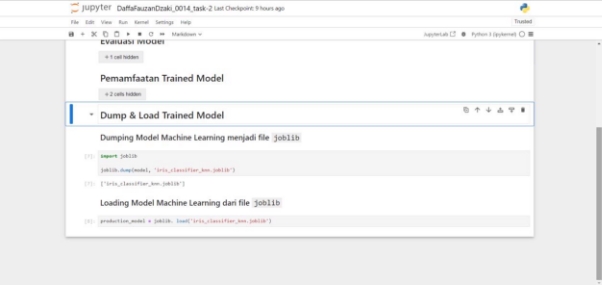 jupyter DaffaFauzanDzaki_0014_task-2 Last Checkpoint: 9 hours ago
File Edit View Run Kernel Settings Help
Trusted
Markdown
JupyterLab
Python 3 (ipykernel)
Evaluasi Model
+ 1 cell hidden
Pemamfaatan Trained Model
+ 2 cells hidden
Dump & Load Trained Model
Dumping Model Machine Learning menjadi file joblib
import joblib
joblib.dump(model, 'iris_classifier_knn.joblib')
['iris_classifier_knn.joblib']
Loading Model Machine Learning dari file joblib
production_model = joblib. load('iris_classifier_knn.joblib')